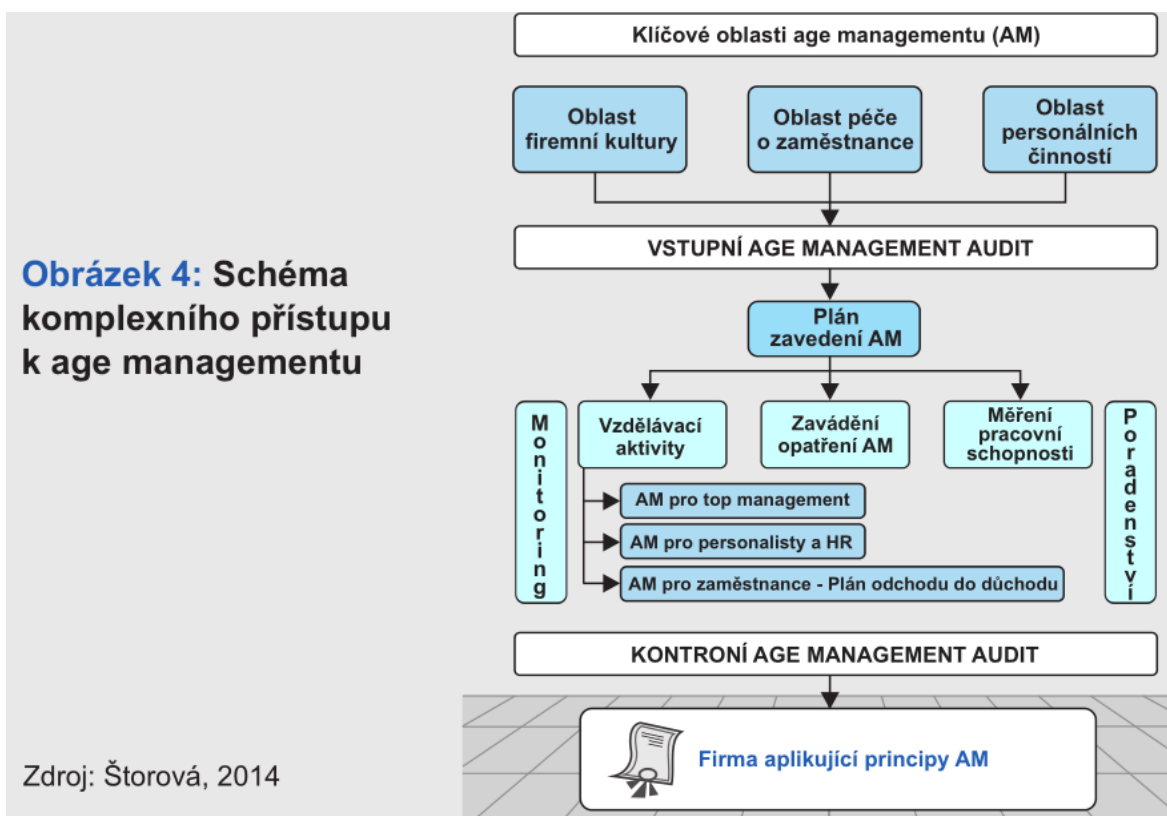 Klíčové oblasti age managementu (AM)
Oblast
firemní kultury
Oblast péče
o zaměstnance
Oblast
personálních
činností
VSTUPNÍ AGE MANAGEMENT AUDIT
Obrázek 4: Schéma
komplexního přístupu
k age managementu
Plán
zavedení AM
Monitoring
Vzdělávací
aktivity
Zavádění
opatření AM
Měření
pracovní
schopnosti
Poradenství
AM pro top management
AM pro personalisty a HR
AM pro zaměstnance - Plán odchodu do důchodu
KONTRONÍ AGE MANAGEMENT AUDIT
Firma aplikující principy AM
Zdroj: Štorová, 2014